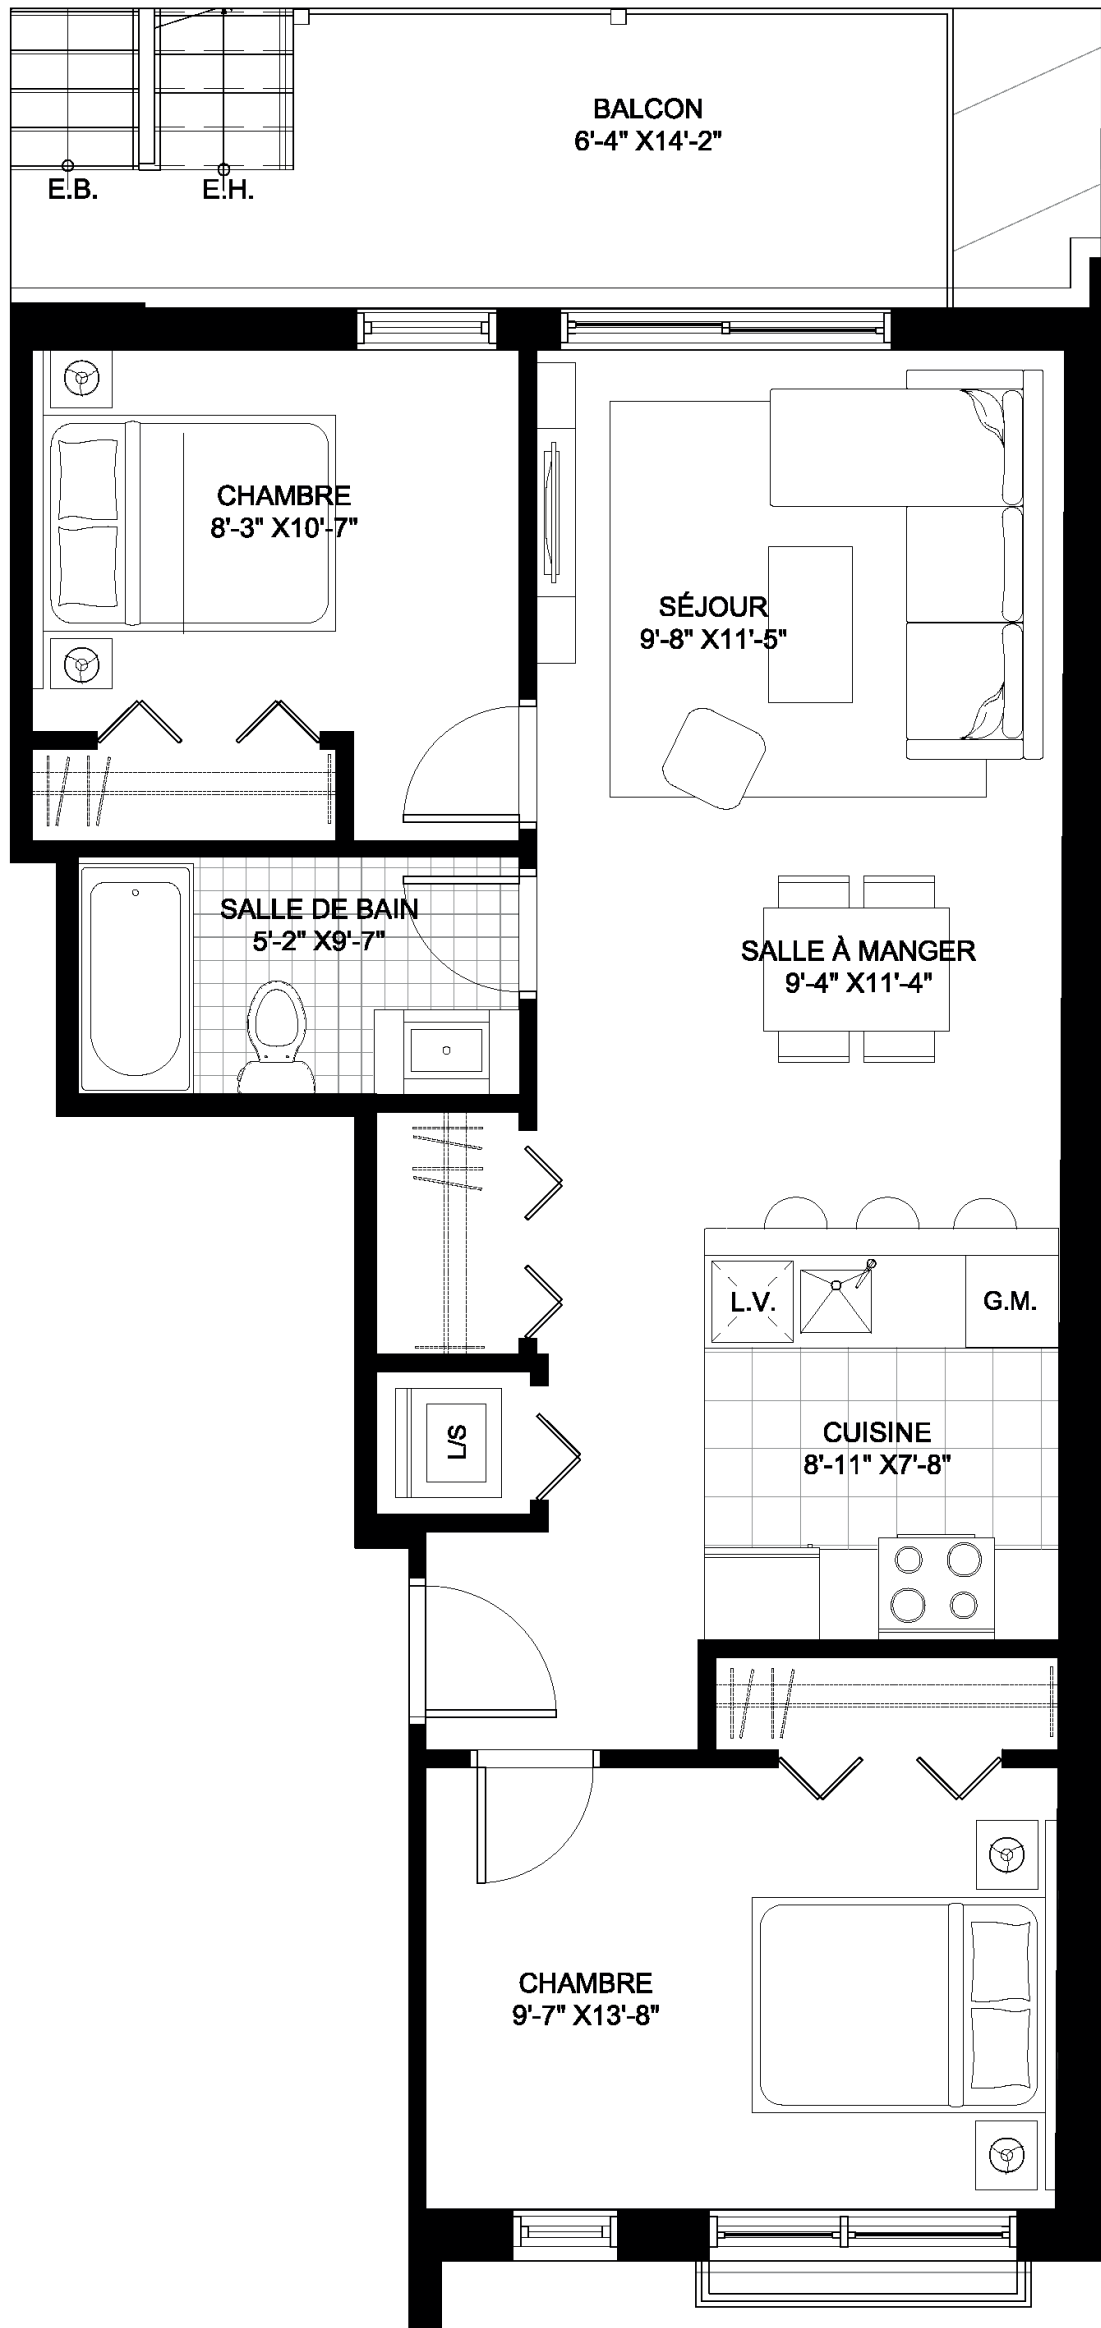 BALCON
6'-4" X14'-2"
E.B.
E.H.
CHAMBRE
8'-3" X10'-7"
SÉJOUR
9'-8" X11'-5"
SALLE DE BAIN
5'-2" X9'-7"
SALLE À MANGER
9'-4" X11'-4"
L.V.
G.M.
CUISINE
8'-11" X7'-8"
L/S
CHAMBRE
9'-7" X13'-8"